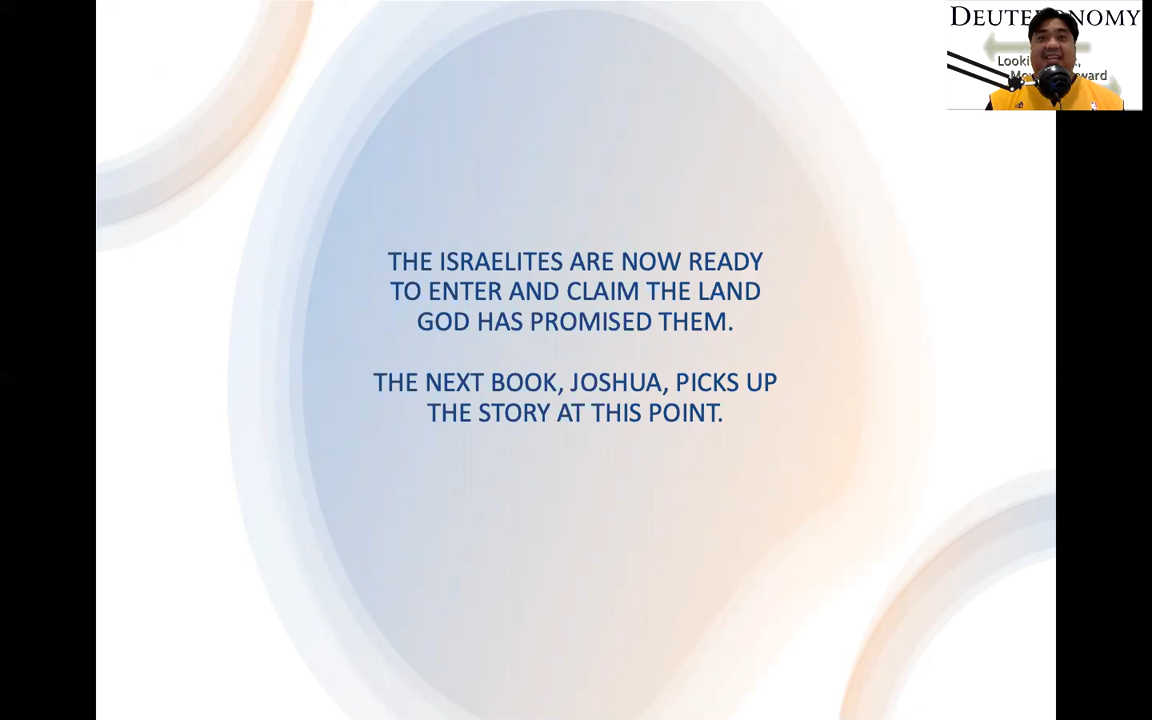 THE ISRAELITES ARE NOW READY
TO ENTER AND CLAIM THE LAND
GOD HAS PROMISED THEM.
THE NEXT BOOK, JOSHUA, PICKS UP
THE STORY AT THIS POINT.